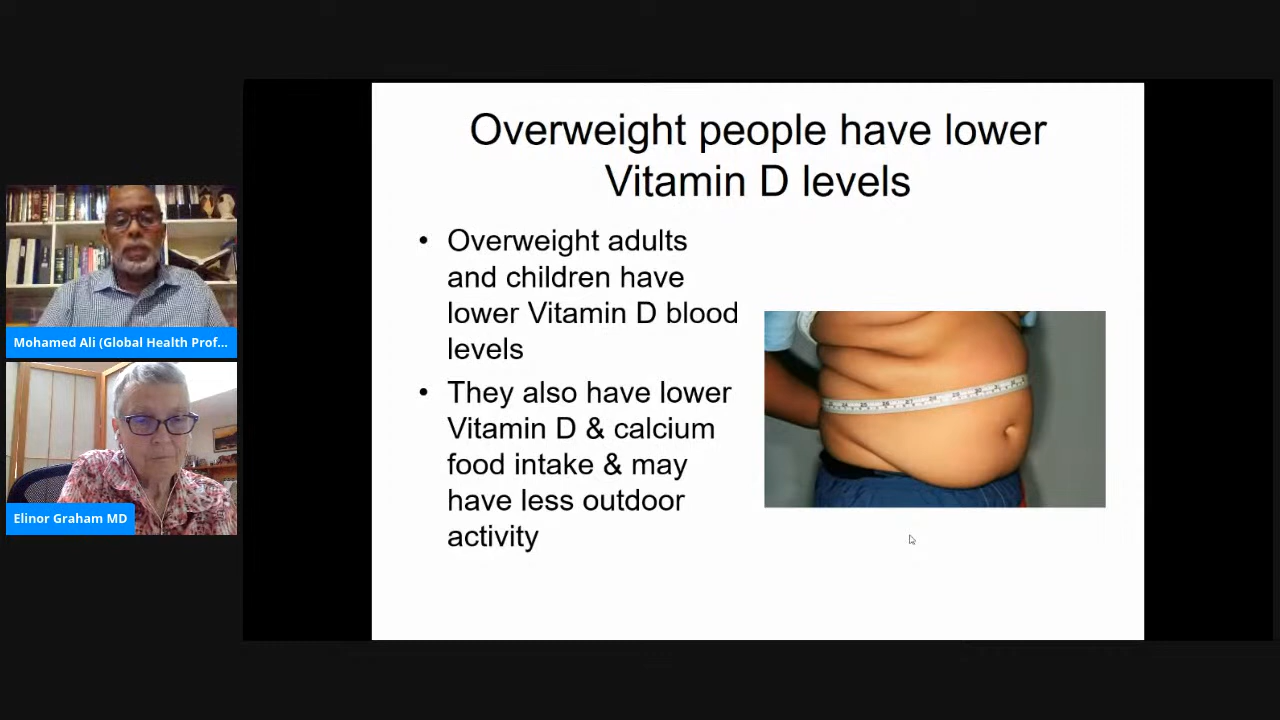 Overweight people have lower
Vitamin D levels
• Overweight adults
and children have
lower Vitamin D blood
levels
• They also have lower
Vitamin D & calcium
food intake & may
have less outdoor
activity
Mohamed Ali (Global Health Prof...
Elinor Graham MD